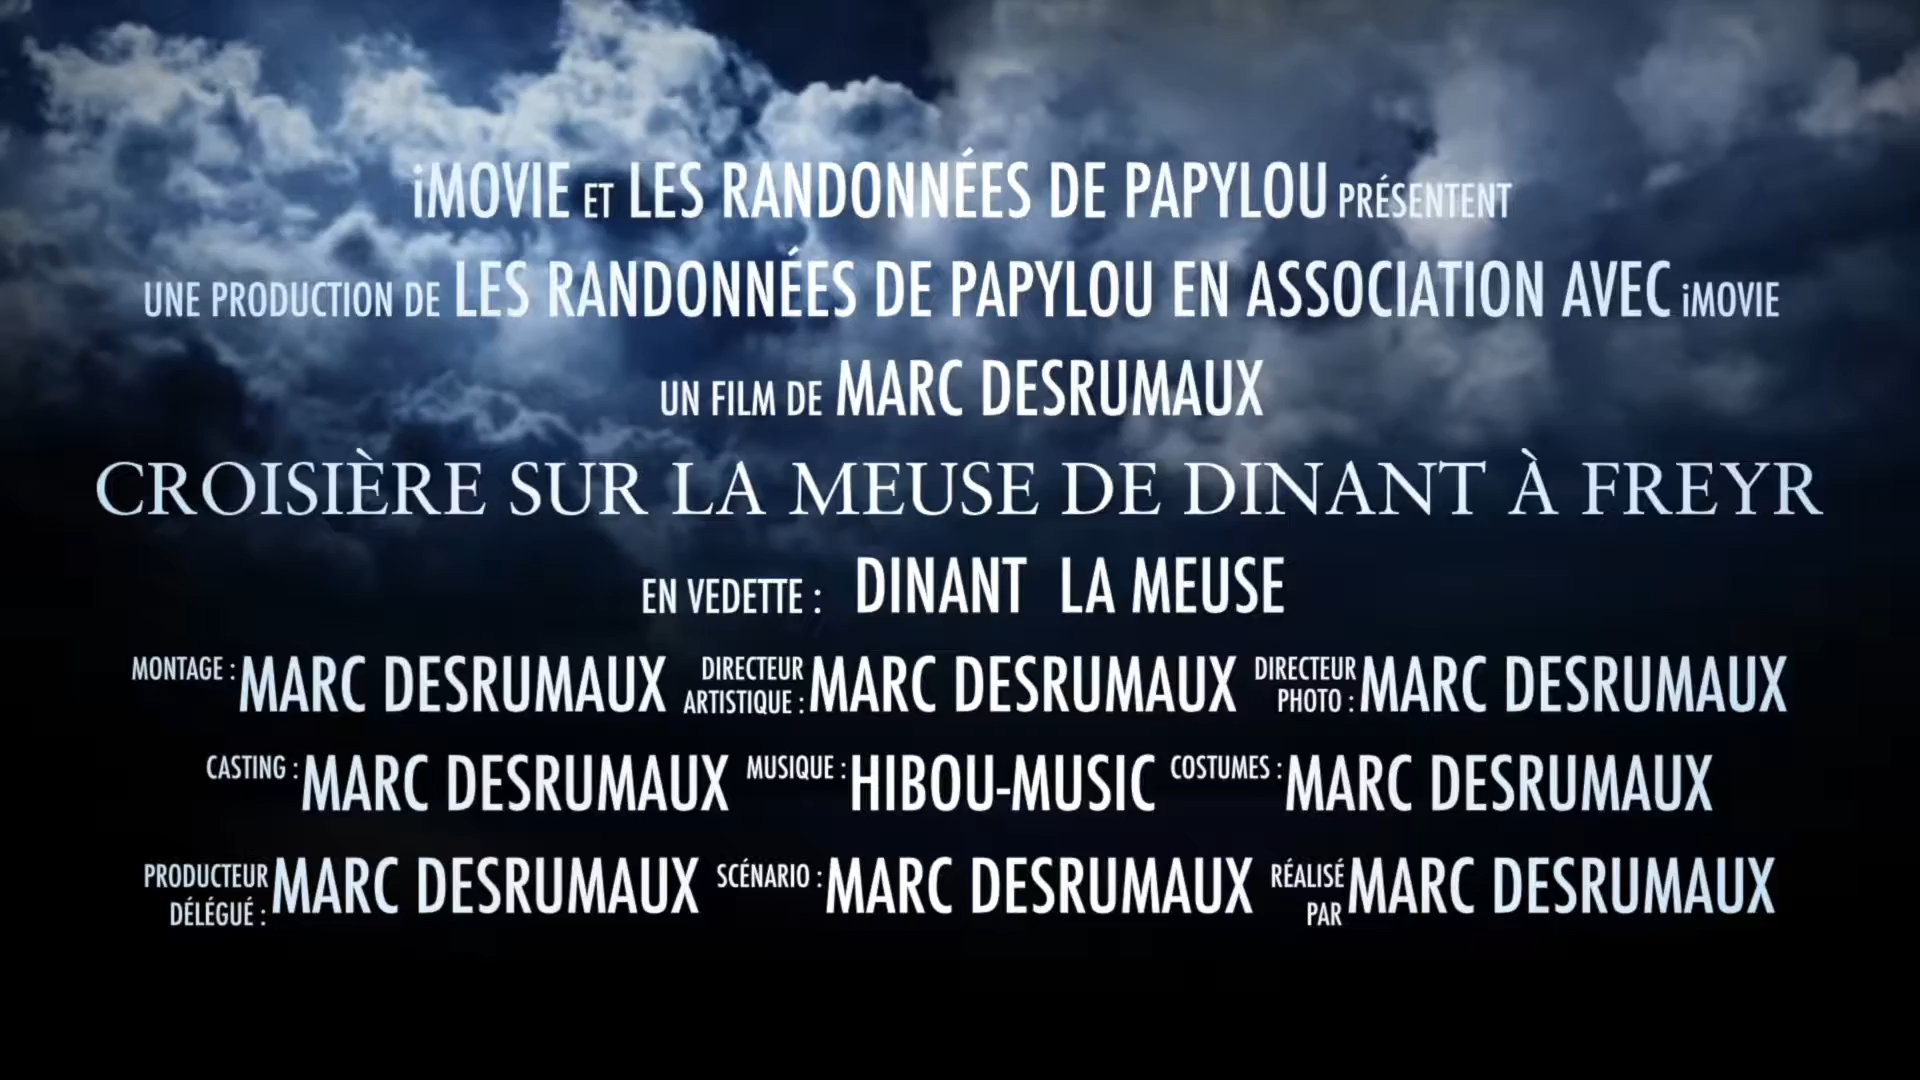 iMOVIE ET LES RANDONNÉES DE PAPYLOU PRÉSENTENT
UNE PRODUCTION DE LES RANDONNÉES DE PAPYLOU EN ASSOCIATION AVEC iMOVIE
UN FILM DE MARC DESRUMAUX
CROISIÈRE SUR LA MEUSE DE DINANT À FREYR
EN VEDETTE : DINANT LA MEUSE
MONTAGE : MARC DESRUMAUX DIRECTEUR ARTISTIQUE : MARC DESRUMAUX DIRECTEUR PHOTO : MARC DESRUMAUX
CASTING : MARC DESRUMAUX MUSIQUE : HIBOU-MUSIC COSTUMES : MARC DESRUMAUX
PRODUCTEUR DÉLÉGUÉ : MARC DESRUMAUX SCÉNARIO : MARC DESRUMAUX RÉALISÉ PAR MARC DESRUMAUX